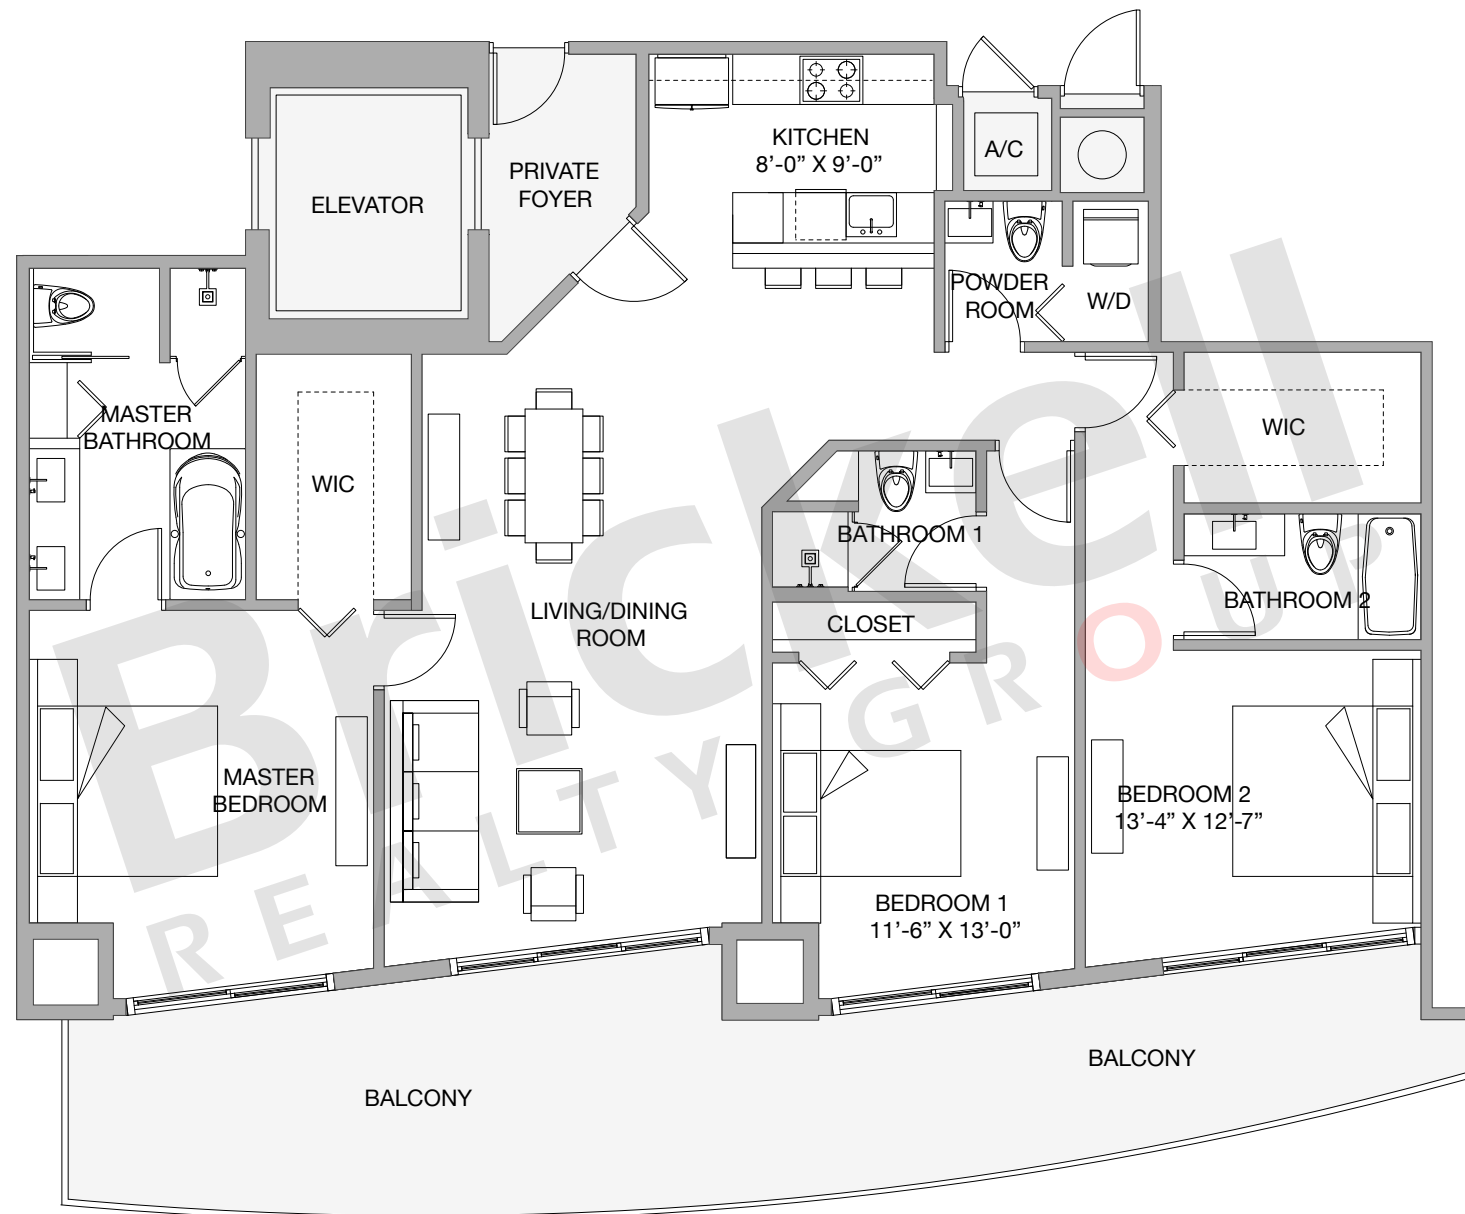 KITCHEN
8’-0” X 9’-0”
A/C
PRIVATE
FOYER
ELEVATOR
POWDER
ROOM
W/D
MASTER
BATHROOM
WIC
WIC
BATHROOM 1
LIVING/DINING
ROOM
CLOSET
BATHROOM 2
MASTER
BEDROOM
BEDROOM 2
13’-4” X 12’-7”
BEDROOM 1
11’-6” X 13’-0”
BALCONY
BALCONY
Brickell
REALTY GROUP